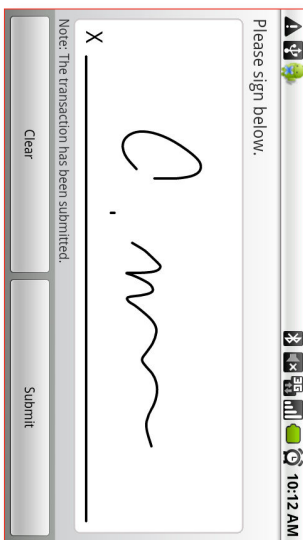 10:12 AM
Please sign below.
X
Note: The transaction has been submitted.
Clear
Submit